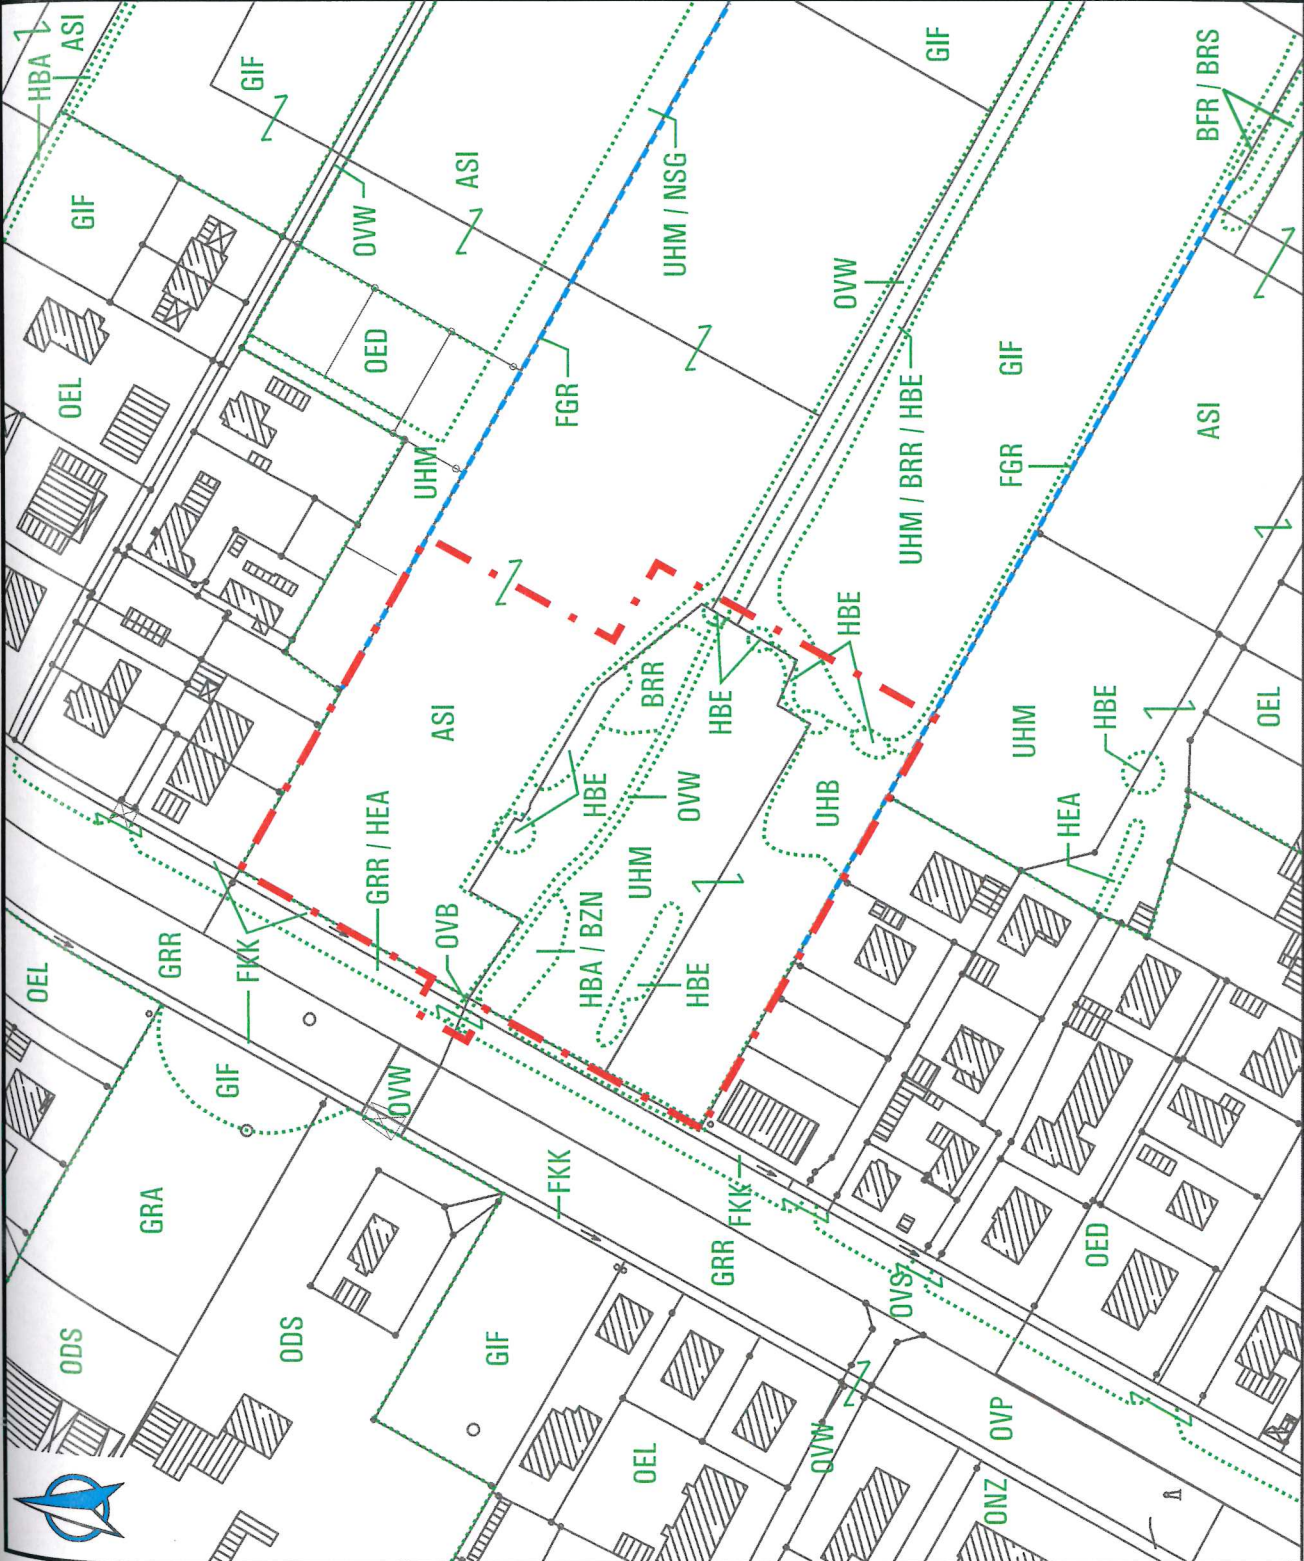 OEL
HBA
ODS
OEL
GIF
ASI
GRA
GRR
GIF
FKK
GIF
ODS
GRR / HEA
OED
OVW
OVW
UHM
OVB
ASI
ASI
GIF
FKK
FGR
HBA / BZN
HBE
OEL
UHM
BRR
UHM / NSG
HBE
OVW
GRR
HBE
FKK
OVW
UHB
HBE
OVW
OVS
UHM / BRR / HBE
GIF
ONZ
OVP
UHM
FGR
GIF
HEA
OED
HBE
ASI
BFR / BRS
OEL